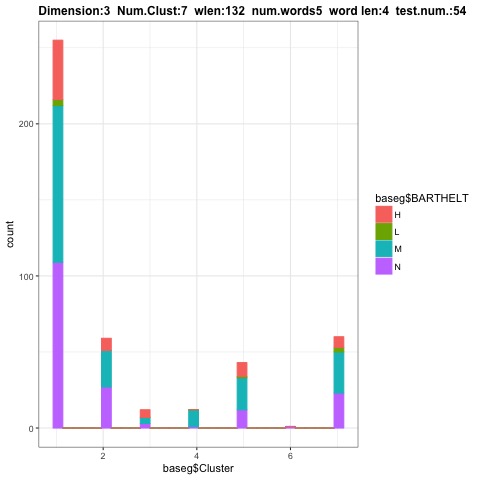 Dimension:3 Num.Clust:7 wlen:132 num.words5 word len:4 test.num.:54
200
100
0
count
2 4 6
baseg$Cluster
baseg$BARTHELT
H
L
M
N